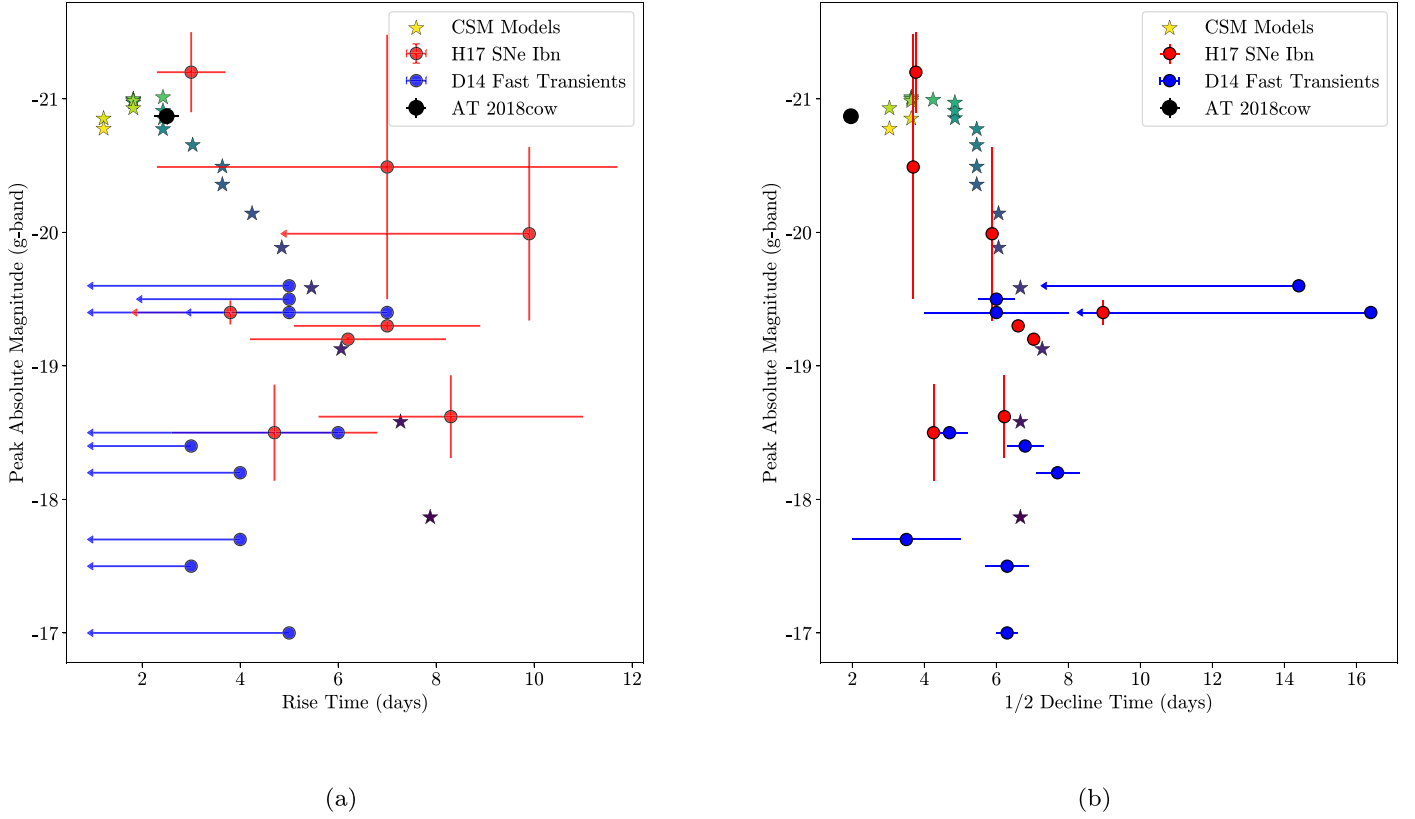 CSM Models
H17 SNe Ibn
D14 Fast Transients
AT 2018cow
-21
-20
-19
-18
-17
Peak Absolute Magnitude (g-band)
2 4 6 8 10 12
Rise Time (days)
(a)
CSM Models
H17 SNe Ibn
D14 Fast Transients
AT 2018cow
-21
-20
-19
-18
-17
Peak Absolute Magnitude (g-band)
2 4 6 8 10 12 14 16
1/2 Decline Time (days)
(b)